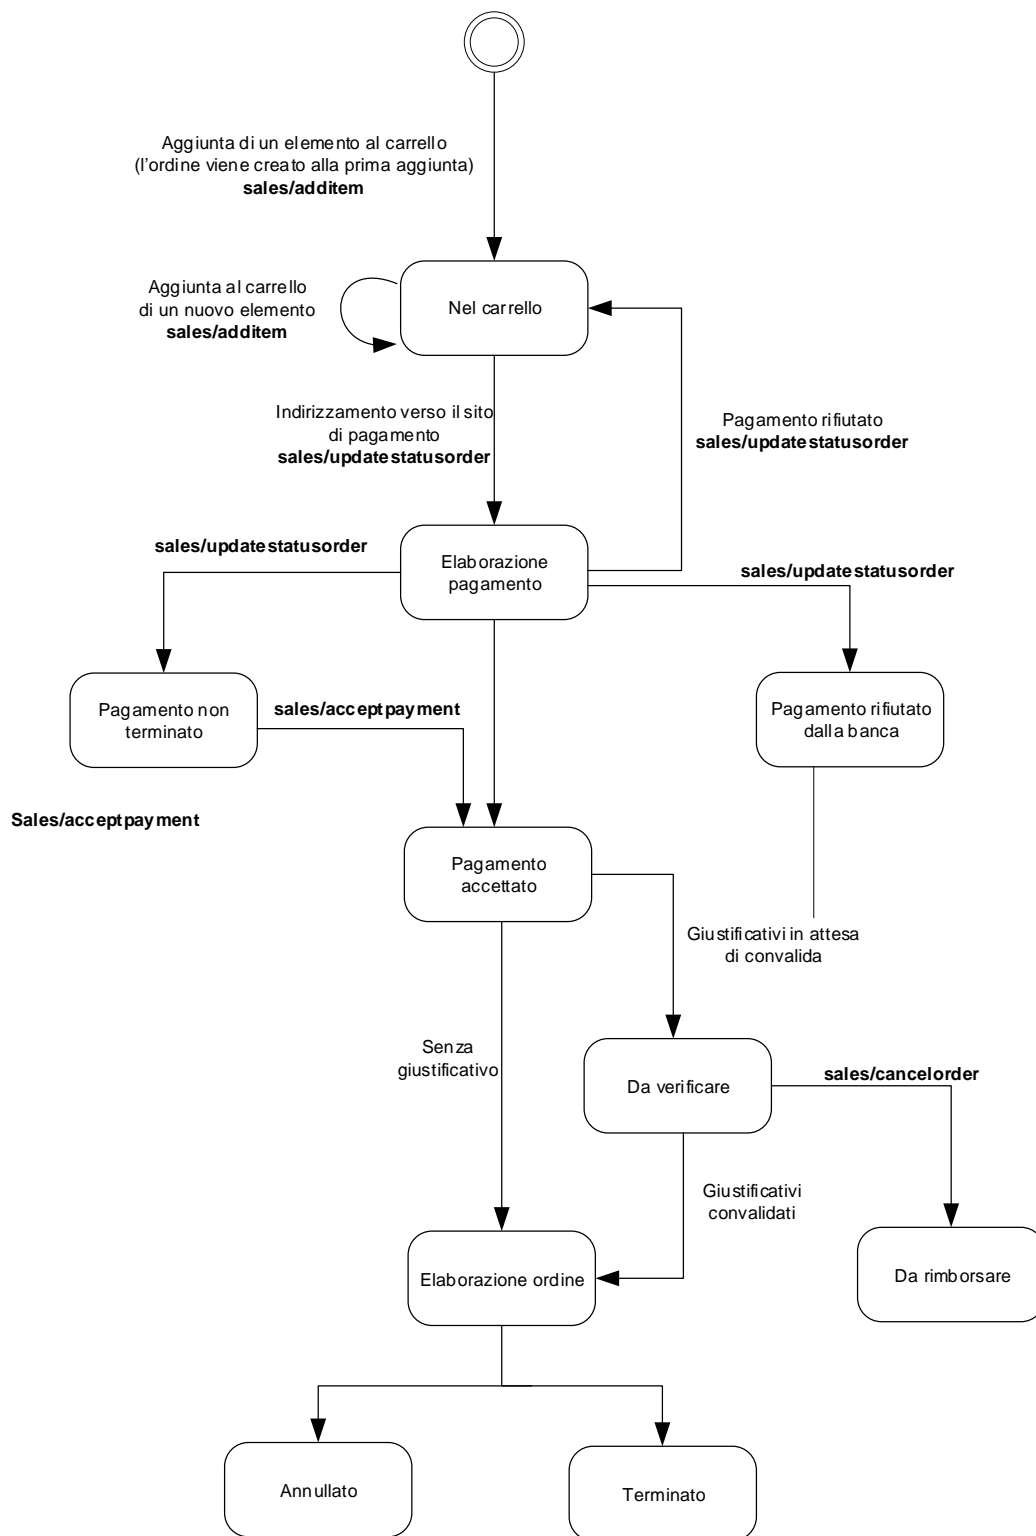 Aggiunta di un elemento al carrello
(l'ordine viene creato alla prima aggiunta)
sales/additem
Aggiunta al carrello
di un nuovo elemento
sales/additem
Nel carrello
Indirizzamento verso il sito
di pagamento
sales/updatestatusorder
Pagamento rifiutato
sales/updatestatusorder
sales/updatestatusorder
Elaborazione
pagamento
sales/updatestatusorder
Pagamento non
terminato
sales/acceptpayment
Pagamento rifiutato
dalla banca
Sales/acceptpayment
Pagamento
accettato
Giustificativi in attesa
di convalida
Senza
giustificativo
Da verificare
sales/cancelorder
Giustificativi
convalidati
Elaborazione ordine
Da rimborsare
Annullato
Terminato